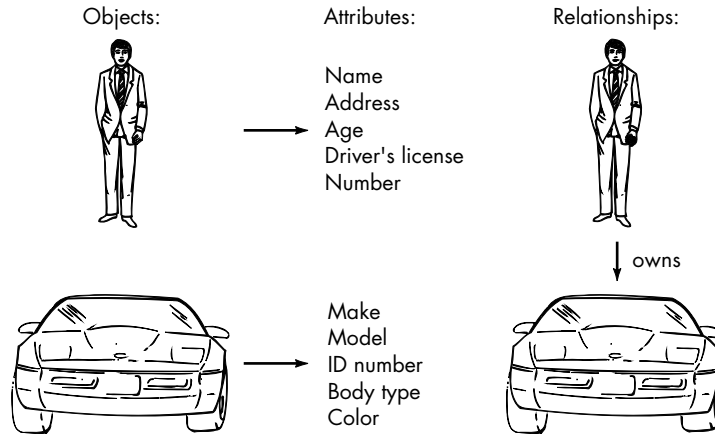 Objects:
Attributes:
Relationships:
Name
Address
Age
Driver's license
Number
owns
Make
Model
ID number
Body type
Color